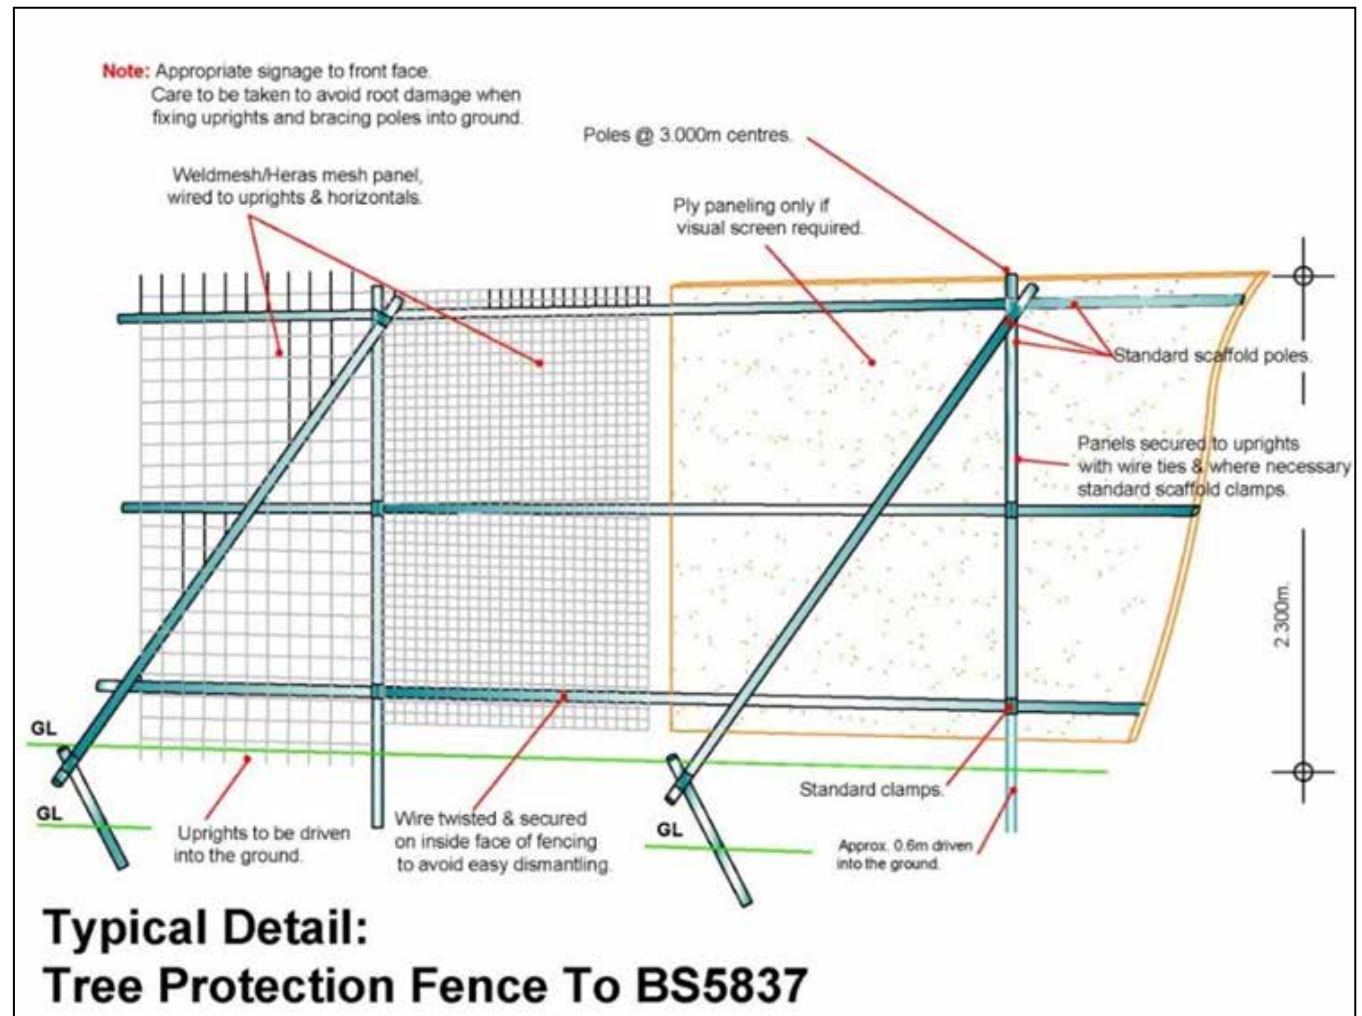 Note: Appropriate signage to front face.
Care to be taken to avoid root damage when
fixing uprights and bracing poles into ground.
Poles @ 3.000m centres.
Weldmesh/Heras mesh panel,
wired to uprights & horizontals.
Ply paneling only if
visual screen required.
Standard scaffold poles.
Panels secured to uprights
with wire ties & where necessary
standard scaffold clamps.
2.300m.
GL
GL
Uprights to be driven
into the ground.
Wire twisted & secured
on inside face of fencing
to avoid easy dismantling.
GL
Standard clamps.
Approx. 0.6m driven
into the ground.
Typical Detail:
Tree Protection Fence To BS5837